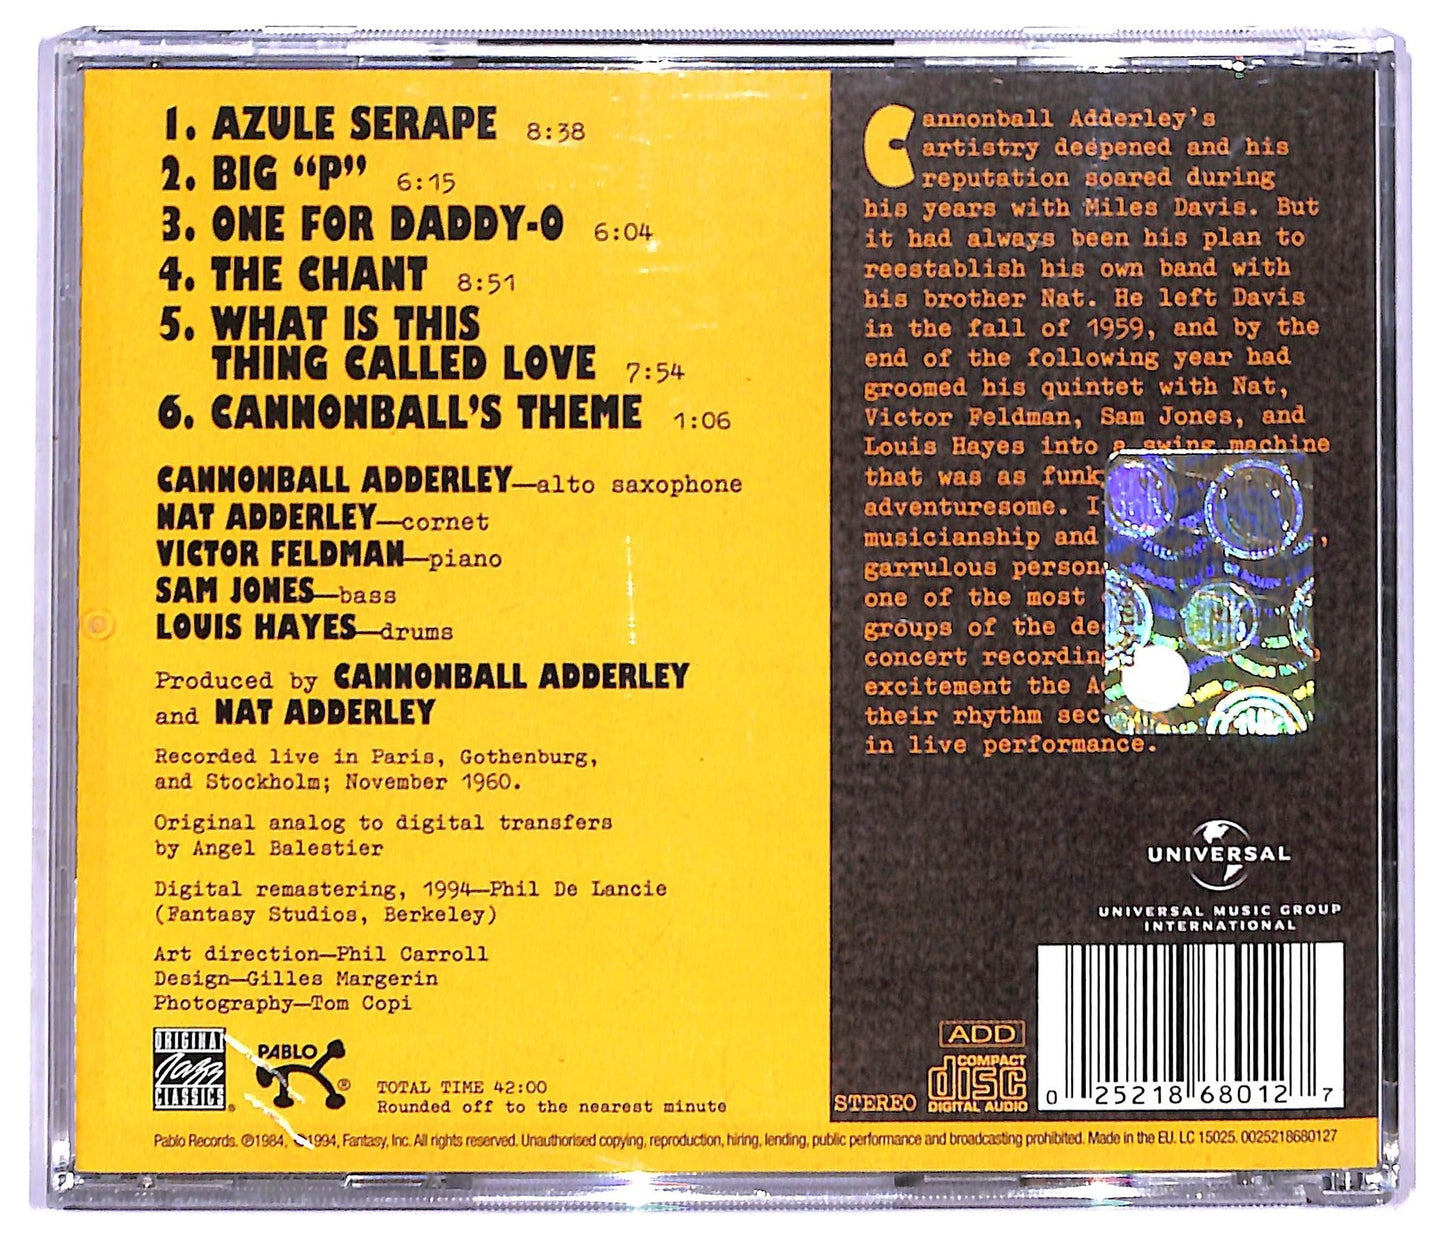 1. AZULE SERAPE 8:38
2. BIG “P” 6:15
3. ONE FOR DADDY-O 6:04
4. THE CHANT 8:51
5. WHAT IS THIS
THING CALLED LOVE 7:54
6. CANNONBALL’S THEME 1:06
CANNONBALL ADDERLEY—alto saxophone
NAT ADDERLEY—cornet
VICTOR FELDMAN—piano
SAM JONES—bass
LOUIS HAYES—drums
Produced by CANNONBALL ADDERLEY
and NAT ADDERLEY
Recorded live in Paris, Gothenburg,
and Stockholm; November 1960.
Original analog to digital transfers
by Angel Balestier
Digital remastering, 1994—Phil De Lancie
(Fantasy Studios, Berkeley)
Art direction—Phil Carroll
Design—Gilles Margerin
Photography—Tom Copi
ORIGINAL
Jazz
CLASSICS
PABLO ®
TOTAL TIME 42:00
Rounded off to the nearest minute
Cannonball Adderley’s
artistry deepened and his
reputation soared during
his years with Miles Davis. But
it had always been his plan to
reestablish his own band with
his brother Nat. He left Davis
in the fall of 1959, and by the
end of the following year had
groomed his quintet with Nat,
Victor Feldman, Sam Jones, and
Louis Hayes into a swing machine
that was as funk
adventuresome. I
musicianship and ,
garrulous person
one of the most
groups of the de
concert recordin
excitement the A
their rhythm sec
in live performance.
UNIVERSAL
UNIVERSAL MUSIC GROUP
INTERNATIONAL
ADD
COMPACT
disc
DIGITAL AUDIO
STEREO
0 25218 68012 7
Pablo Records. ℗1984, ©1994, Fantasy, Inc. All rights reserved. Unauthorised copying, reproduction, hiring, lending, public performance and broadcasting prohibited. Made in the EU. LC 15025. 0025218680127